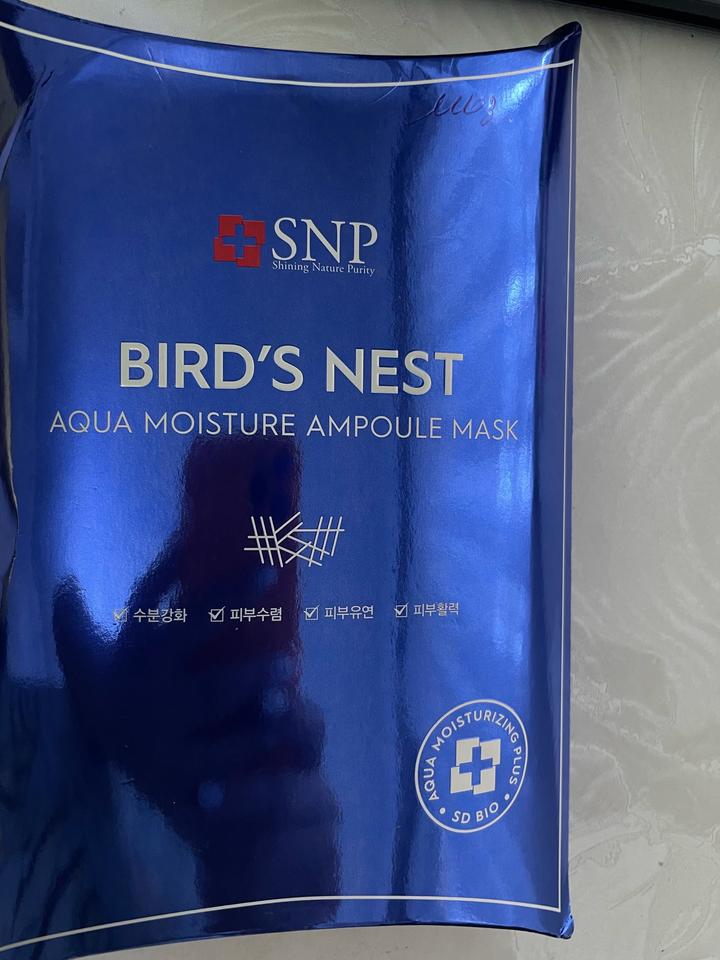 SNP
Shining Nature Purity
BIRD'S NEST
AQUA MOISTURE AMPOULE MASK
수분강화 피부수렴 피부유연 피부활력
AQUA MOISTURIZING PLUS
• SD BIO •